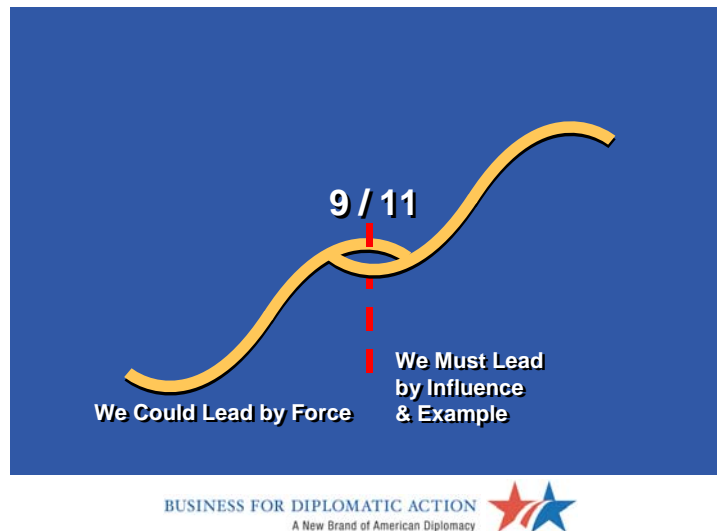 9 / 11
We Must Lead
by Influence
& Example
We Could Lead by Force
BUSINESS FOR DIPLOMATIC ACTION
A New Brand of American Diplomacy